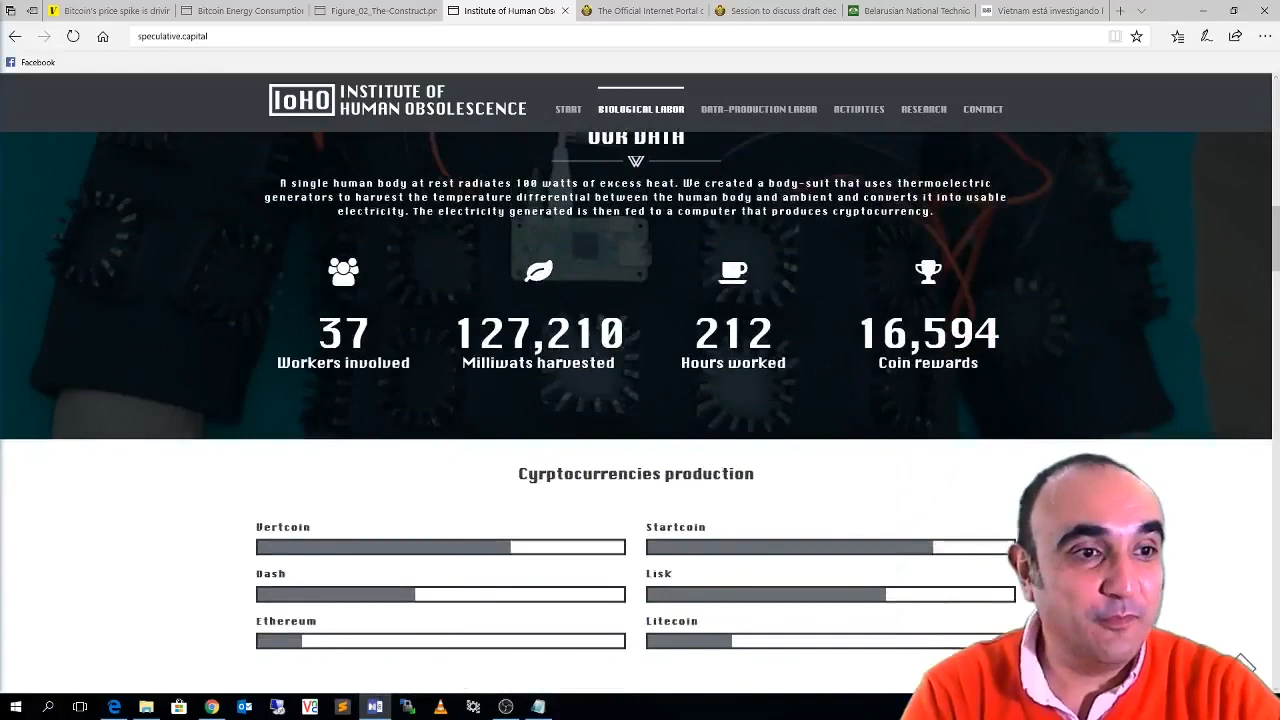 Bitcoin's price spike is drivin
Bitcoin Energy Consumption
Figure_02_The-Construct.pn
Institute of Human Obs
The Official Internet Portal o
Session to discuss draft dec
Belarusian National Technic
Vietnam está investigando l
speculative.capital
Facebook
IoHO
INSTITUTE OF
HUMAN OBSOLESCENCE
START
BIOLOGICAL LABOR
DATA-PRODUCTION LABOR
ACTIVITIES
RESEARCH
CONTACT
OUR DATA
A single human body at rest radiates 100 watts of excess heat. We created a body-suit that uses thermoelectric
generators to harvest the temperature differential between the human body and ambient and converts it into usable
electricity. The electricity generated is then fed to a computer that produces cryptocurrency.
37
Workers involved
127,210
Milliwats harvested
212
Hours worked
16,594
Coin rewards
Cyrptocurrencies production
Vertcoin
Startcoin
Dash
Lisk
Ethereum
Litecoin